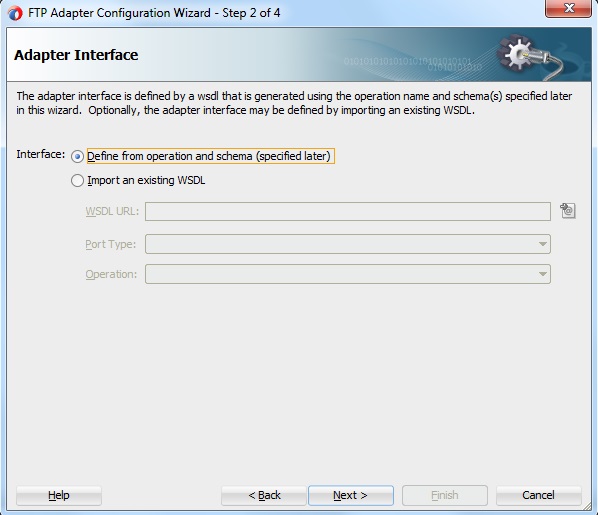 FTP Adapter Configuration Wizard - Step 2 of 4
Adapter Interface
The adapter interface is defined by a wsdl that is generated using the operation name and schema(s) specified later
in this wizard.  Optionally, the adapter interface may be defined by importing an existing WSDL.
Interface: Define from operation and schema (specified later)
Import an existing WSDL
WSDL URL:
Port Type:
Operation:
Help < Back Next > Finish Cancel